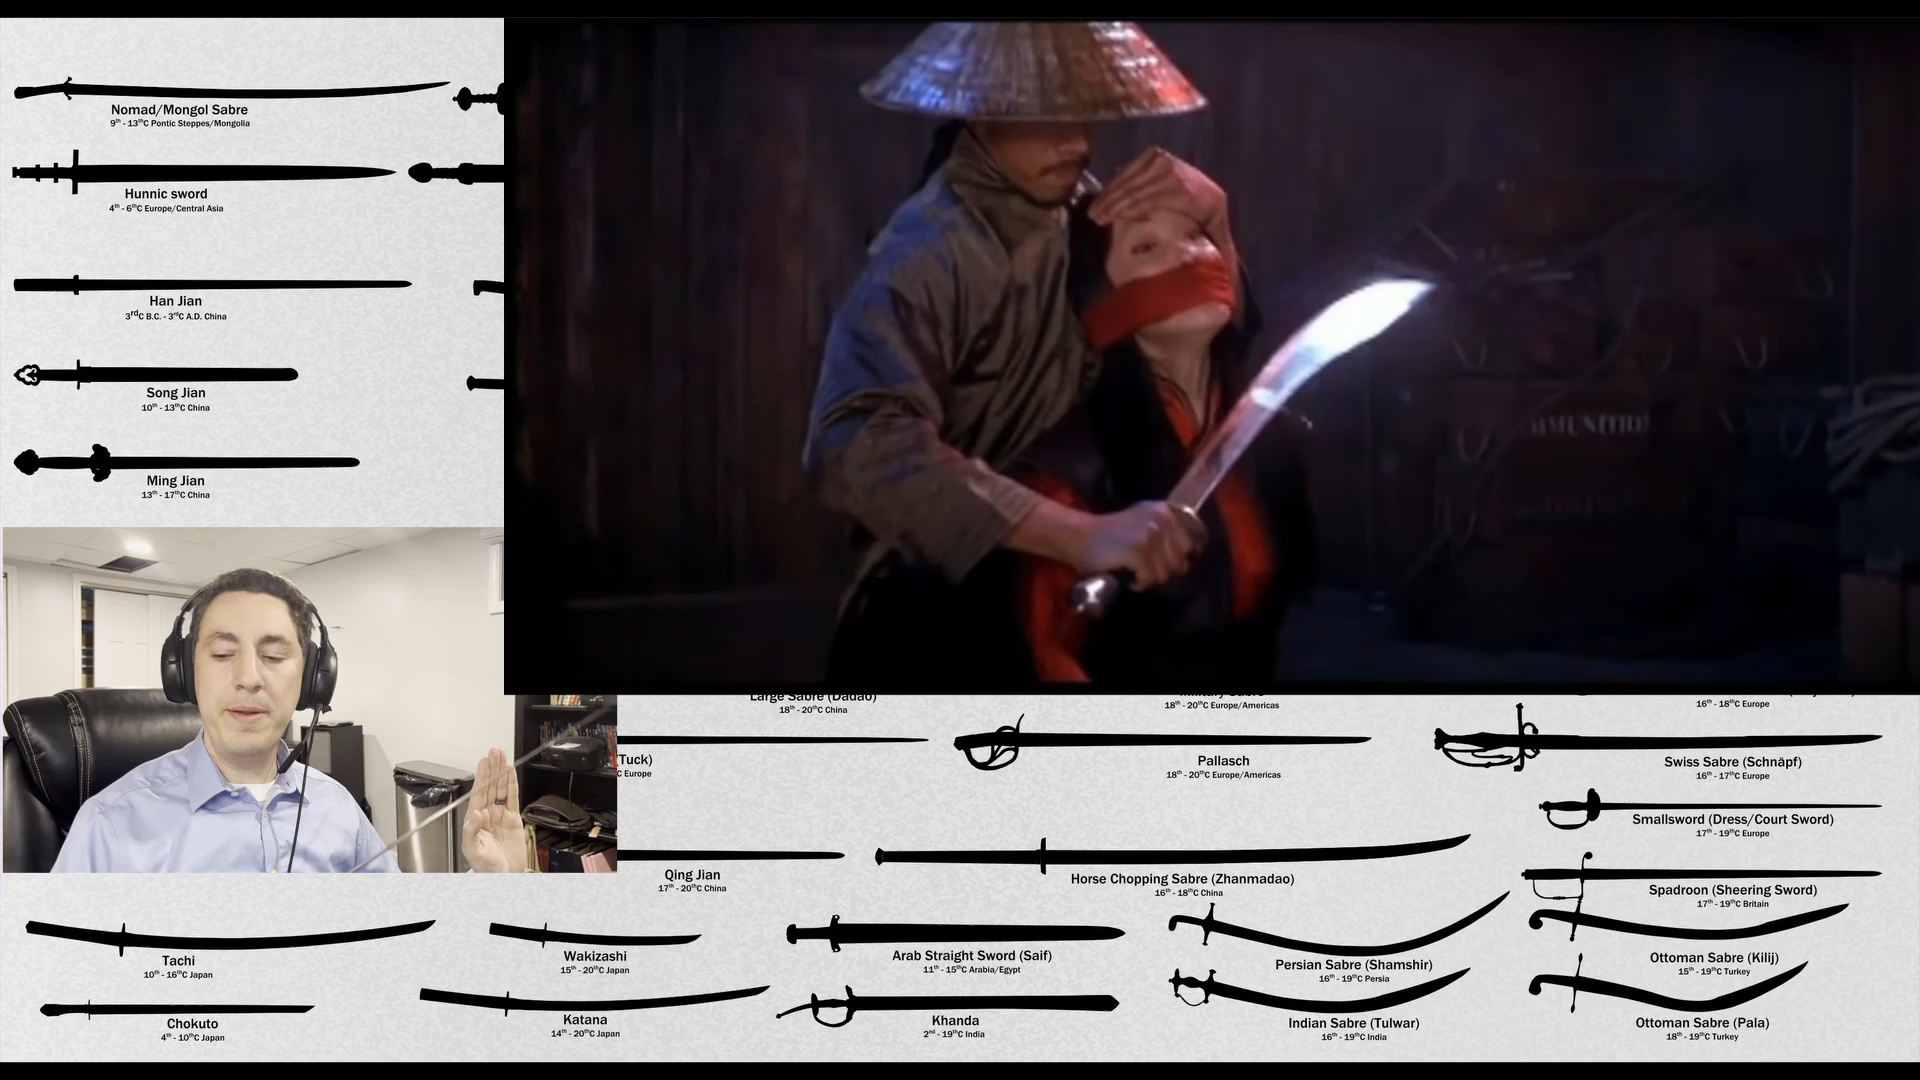 Nomad/Mongol Sabre
9th - 13thC Pontic Steppes/Mongolia
Hunnic sword
4th - 6thC Europe/Central Asia
Han Jian
3rdC B.C. - 3rdC A.D. China
Song Jian
10th - 13thC China
Ming Jian
13th - 17thC China
MMUNITION
Large Sabre (Dadao)
18th - 20thC China
Military Sabre
18th - 20thC Europe/Americas
16th - 18thC Europe
(Tuck)
C Europe
Pallasch
18th - 20thC Europe/Americas
Swiss Sabre (Schnäpf)
16th - 17thC Europe
Smallsword (Dress/Court Sword)
17th - 19thC Europe
Qing Jian
17th - 20thC China
Horse Chopping Sabre (Zhanmadao)
16th - 18thC China
Spadroon (Sheering Sword)
17th - 19thC Britain
Tachi
10th - 16thC Japan
Wakizashi
15th - 20thC Japan
Arab Straight Sword (Saif)
11th - 15thC Arabia/Egypt
Persian Sabre (Shamshir)
16th - 19thC Persia
Ottoman Sabre (Kilij)
15th - 19thC Turkey
Chokuto
4th - 10thC Japan
Katana
14th - 20thC Japan
Khanda
2nd - 19thC India
Indian Sabre (Tulwar)
16th - 19thC India
Ottoman Sabre (Pala)
18th - 19thC Turkey